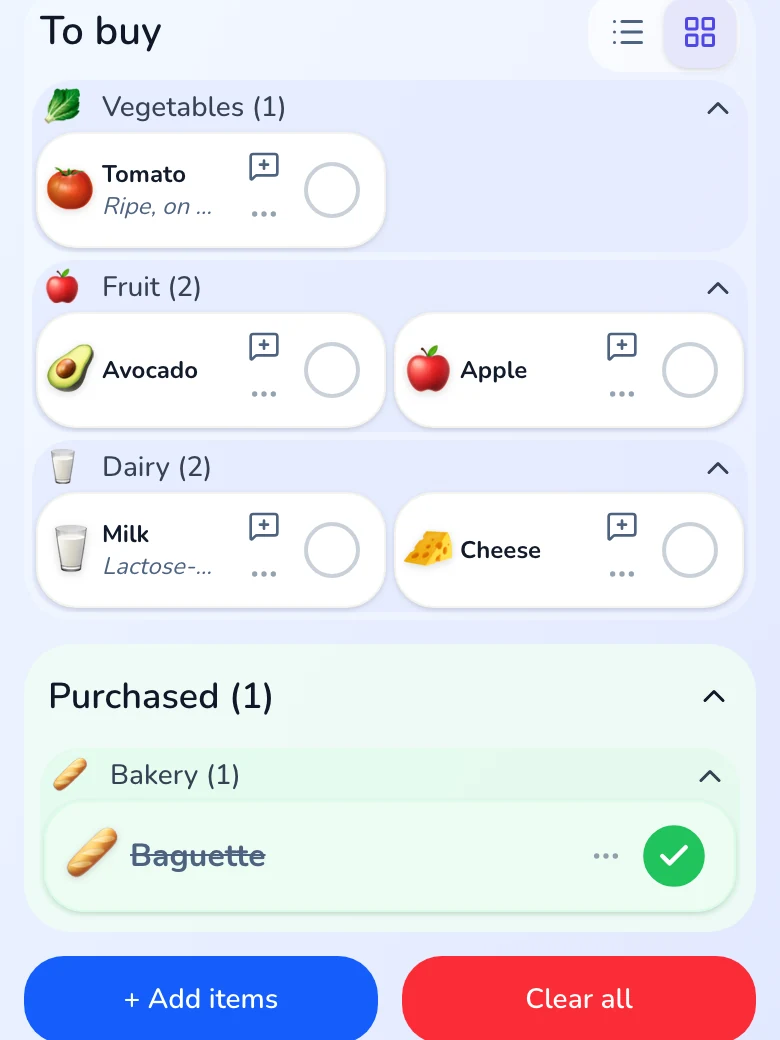 To buy
Vegetables (1)
Tomato
Ripe, on ...
Fruit (2)
Avocado
Apple
Dairy (2)
Milk
Lactose-...
Cheese
Purchased (1)
Bakery (1)
Baguette
+ Add items
Clear all